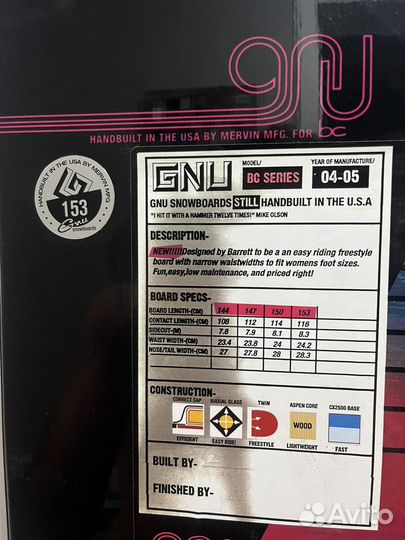 gnu
HANDBUILT IN THE USA BY MERVIN MFG. FOR BC
HANDBUILT IN THE USA BY MERVIN MFG.
153
snowboards
GNU
MODEL/
BC SERIES
YEAR OF MANUFACTURE/
04-05
GNU SNOWBOARDS STILL HANDBUILT IN THE U.S.A
"I HIT IT WITH A HAMMER TWELVE TIMES!" MIKE OLSON
DESCRIPTION-
NEW!!!!!Designed by Barrett to be a an easy riding freestyle
board with narrow waistwidths to fit womens foot sizes.
Fun,easy,low maintenance, and priced right!
BOARD SPECS-
BOARD LENGTH-(CM) 144 147 150 153
CONTACT LENGTH-(CM) 108 112 114 116
SIDECUT-(M) 7.8 7.9 8.1 8.3
WAIST WIDTH-(CM) 23.4 23.8 24 24.2
NOSE/TAIL WIDTH-(CM) 27 27.8 28 28.3
CONSTRUCTION-
CORRECT CAP BIAXIAL GLASS TWIN ASPEN CORE CX2500 BASE
WOOD
EFFICIENT EASY RIDE! FREESTYLE LIGHTWEIGHT FAST
BUILT BY-
FINISHED BY-
Avito